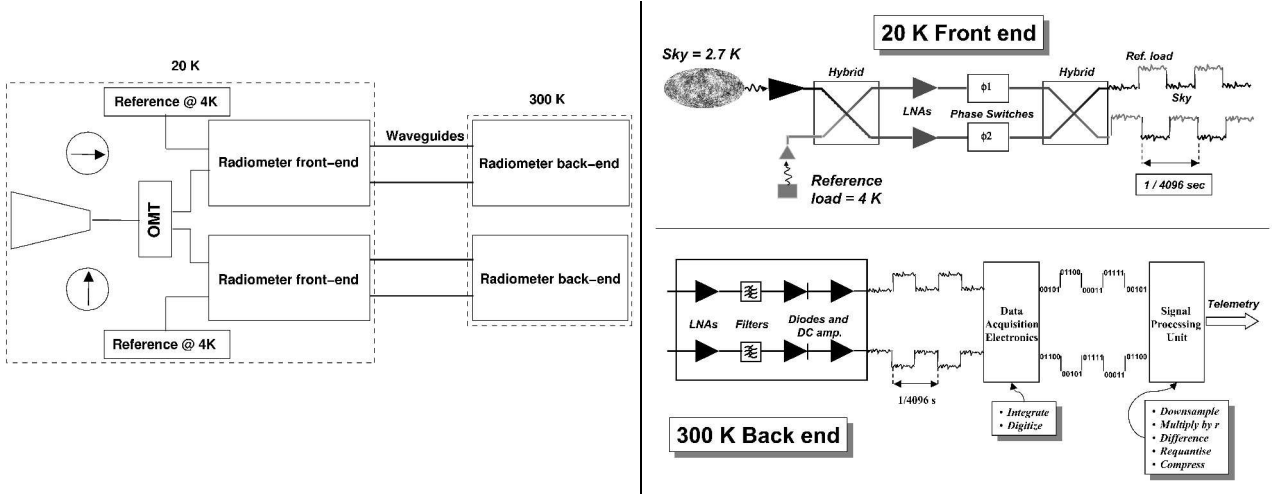 20 K
Reference @ 4K
300 K
Waveguides
Radiometer front-end
Radiometer back-end
OMT
Radiometer front-end
Radiometer back-end
Reference @ 4K
20 K Front end
Sky = 2.7 K
Hybrid
Hybrid
Ref. load
ϕ1
Sky
LNAs
Phase Switches
ϕ2
Reference
load = 4 K
1 / 4096 sec
01100
01111
00101
00011
00101
Telemetry
LNAs
Filters
Diodes and
DC amp.
Data
Acquisition
Electronics
Signal
Processing
Unit
01100
01111
01100
00101
00011
1/4096 s
• Integrate
• Digitize
• Downsample
• Multiply by r
• Difference
• Requantise
• Compress
300 K Back end